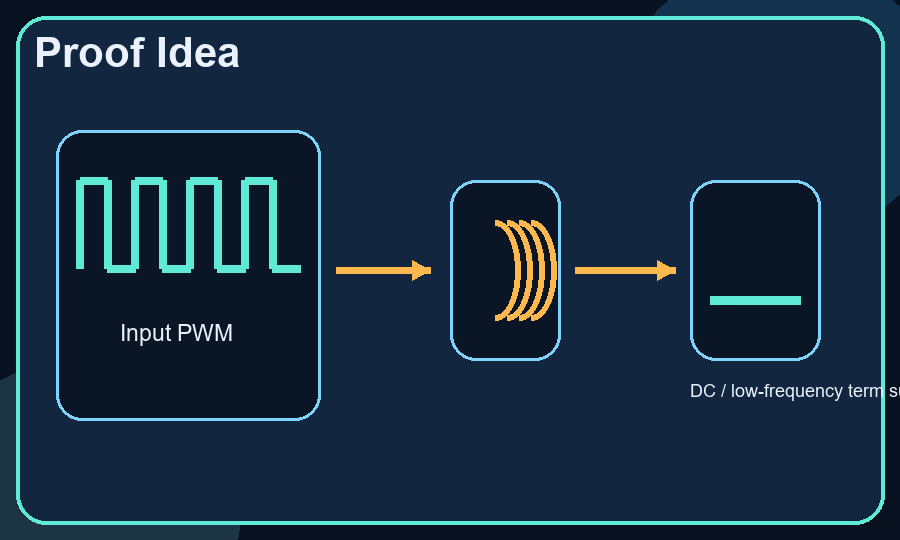 Proof Idea
Input PWM
DC / low-frequency term